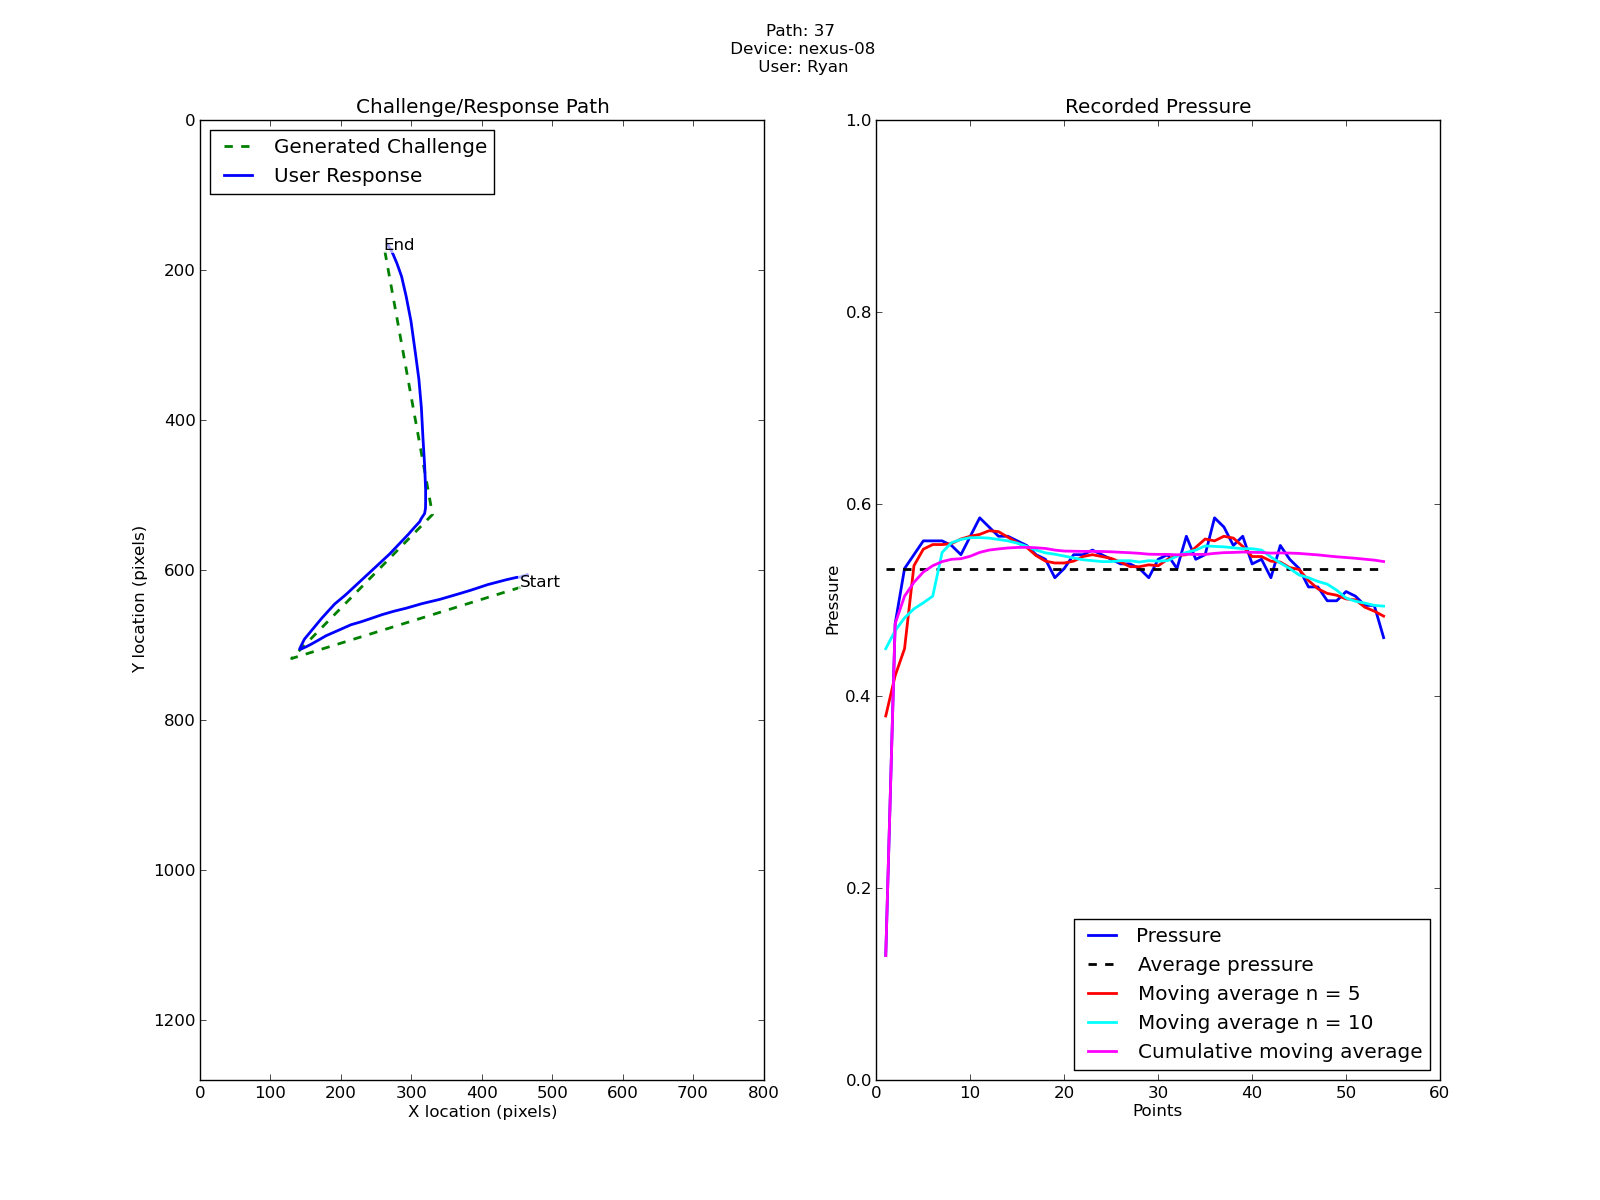 Path: 37
Device: nexus-08
User: Ryan
Challenge/Response Path
Generated Challenge
User Response
End
Start
0
200
400
600
800
1000
1200
Y location (pixels)
0 100 200 300 400 500 600 700 800
X location (pixels)
Recorded Pressure
1.0
0.8
0.6
0.4
0.2
0.0
Pressure
Pressure
Average pressure
Moving average n = 5
Moving average n = 10
Cumulative moving average
0 10 20 30 40 50 60
Points